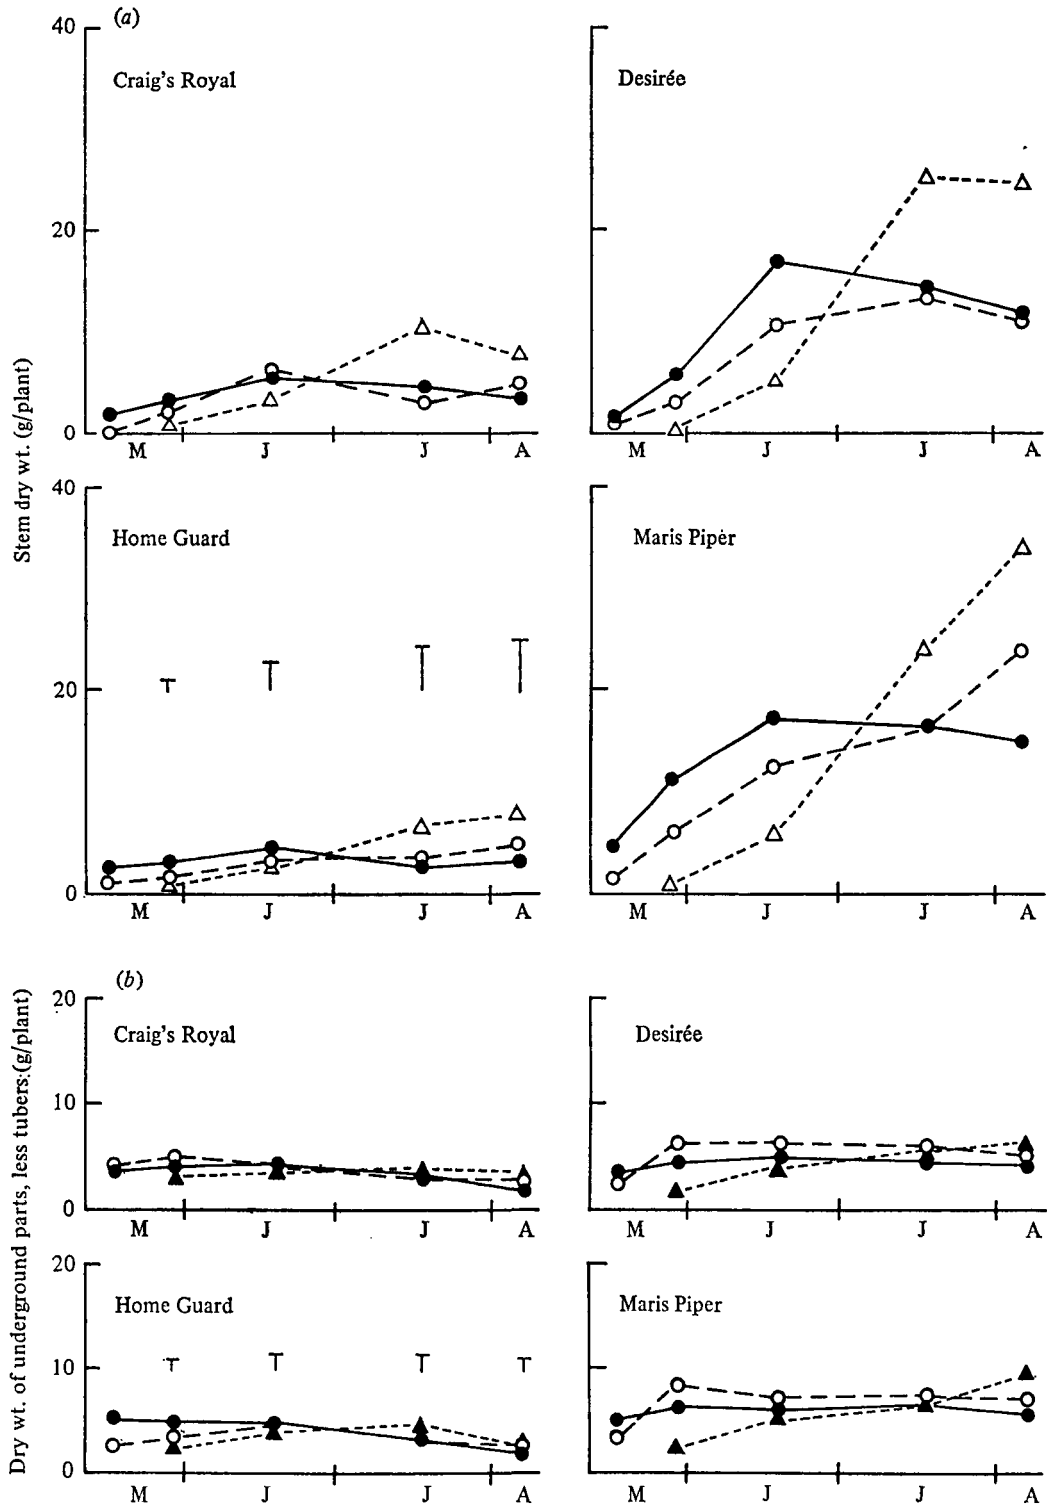 (a)
40
Craig's Royal
Desirée
20
0
M J J A
M J J A
Stem dry wt. (g/plant)
40
Home Guard
Maris Piper
20
0
M J J A
M J J A
(b)
20
Craig's Royal
Desirée
10
0
M J J A
M J J A
Dry wt. of underground parts, less tubers (g/plant)
20
Home Guard
Maris Piper
10
0
M J J A
M J J A